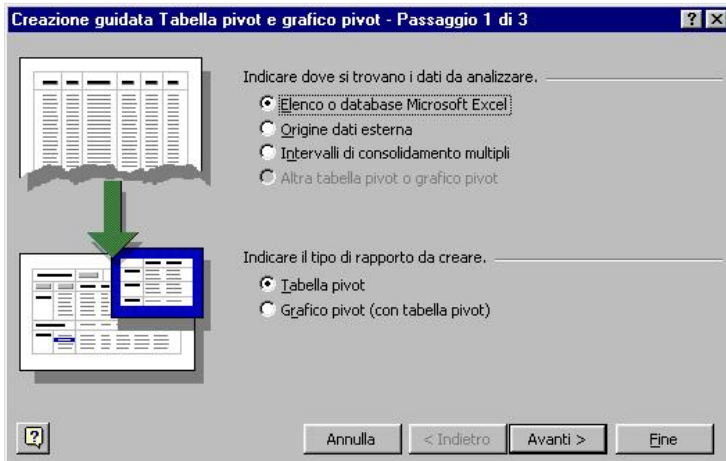 Creazione guidata Tabella pivot e grafico pivot - Passaggio 1 di 3
Indicare dove si trovano i dati da analizzare.
Elenco o database Microsoft Excel
Origine dati esterna
Intervalli di consolidamento multipli
Altra tabella pivot o grafico pivot
Indicare il tipo di rapporto da creare.
Tabella pivot
Grafico pivot (con tabella pivot)
Annulla
< Indietro
Avanti >
Fine